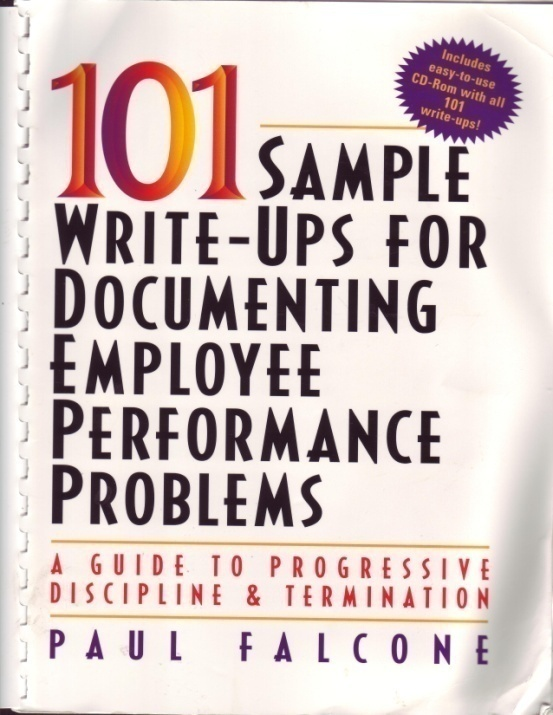 Includes
easy-to-use
CD-Rom with all
101
write-ups!
101 SAMPLE
WRITE-UPS FOR
DOCUMENTING
EMPLOYEE
PERFORMANCE
PROBLEMS
A GUIDE TO PROGRESSIVE
DISCIPLINE & TERMINATION
PAUL FALCONE